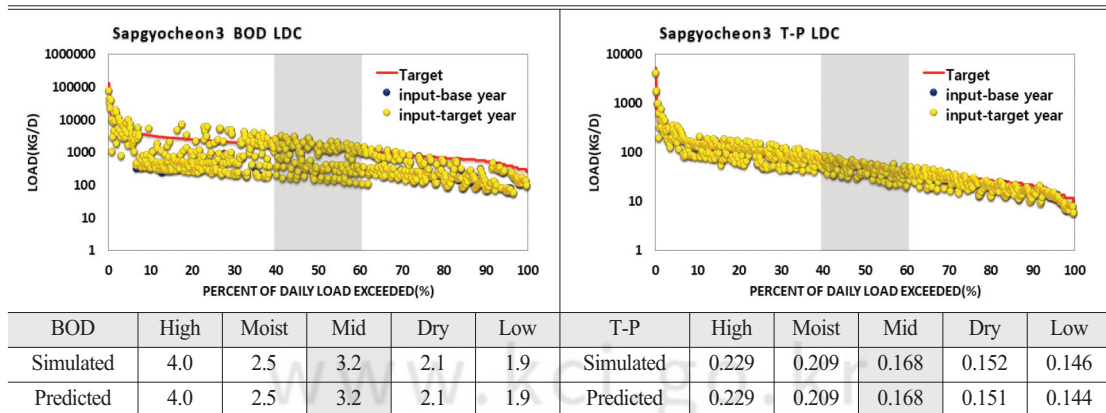 Sapgyocheon3 BOD LDC
1000000
100000
10000
1000
100
10
1
LOAD(KG/D)
Target
input-base year
input-target year
0 10 20 30 40 50 60 70 80 90 100
PERCENT OF DAILY LOAD EXCEEDED(%)
Sapgyocheon3 T-P LDC
10000
1000
100
10
1
LOAD(KG/D)
Target
input-base year
input-target year
0 10 20 30 40 50 60 70 80 90 100
PERCENT OF DAILY LOAD EXCEEDED(%)
BOD High Moist Mid Dry Low T-P High Moist Mid Dry Low
Simulated 4.0 2.5 3.2 2.1 1.9 Simulated 0.229 0.209 0.168 0.152 0.146
Predicted 4.0 2.5 3.2 2.1 1.9 Predicted 0.229 0.209 0.168 0.151 0.144
www.kci.go.kr